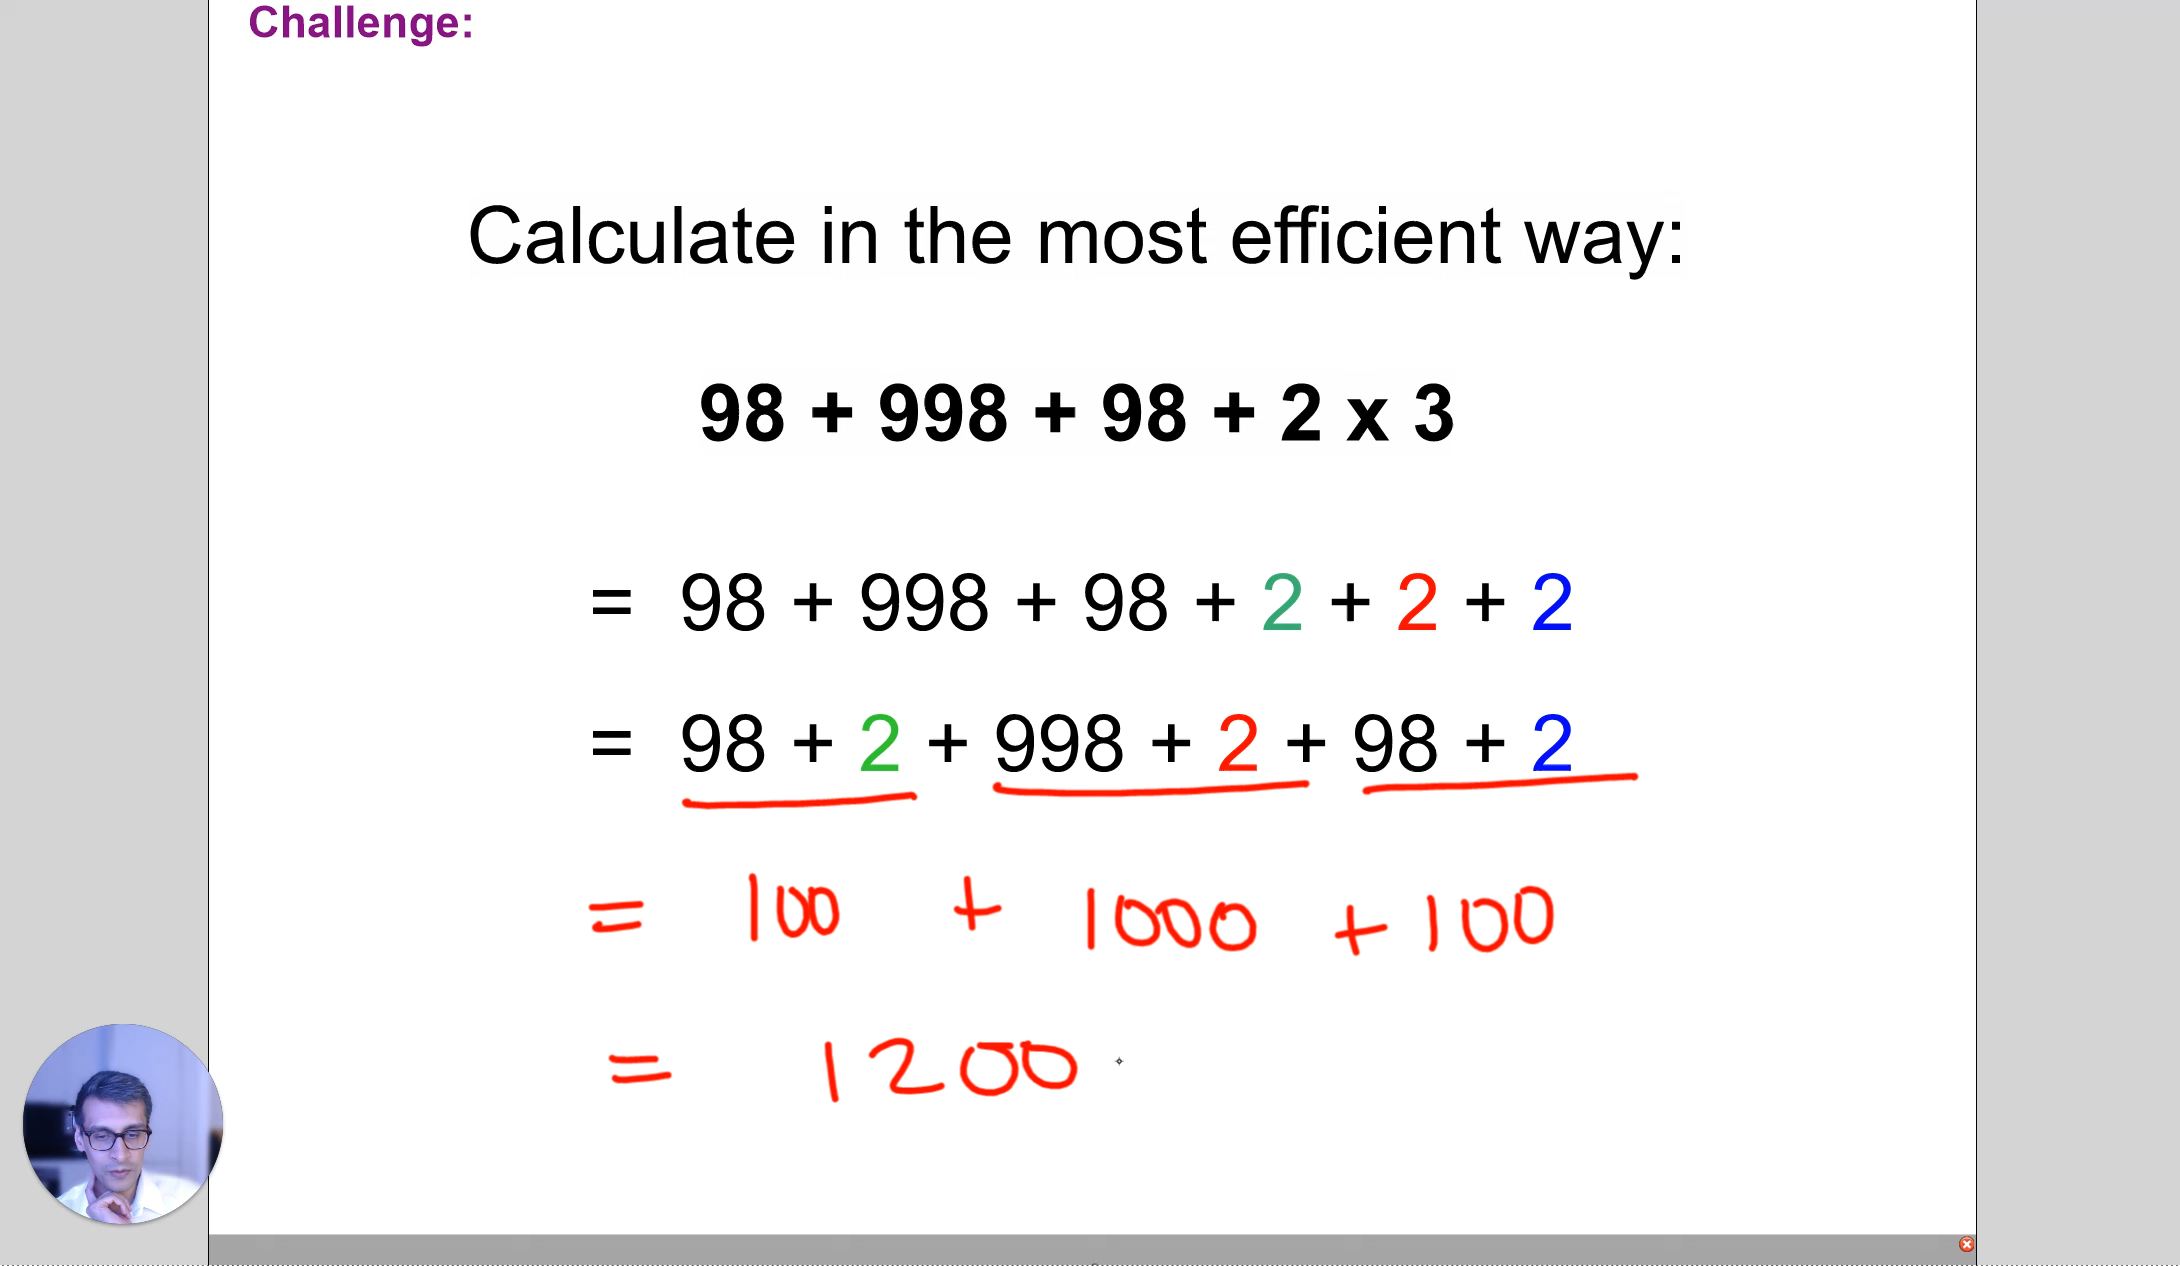 Challenge:
Calculate in the most efficient way:
98 + 998 + 98 + 2 x 3
= 98 + 998 + 98 + 2 + 2 + 2
= 98 + 2 + 998 + 2 + 98 + 2
= 100 + 1000 + 100
= 1200